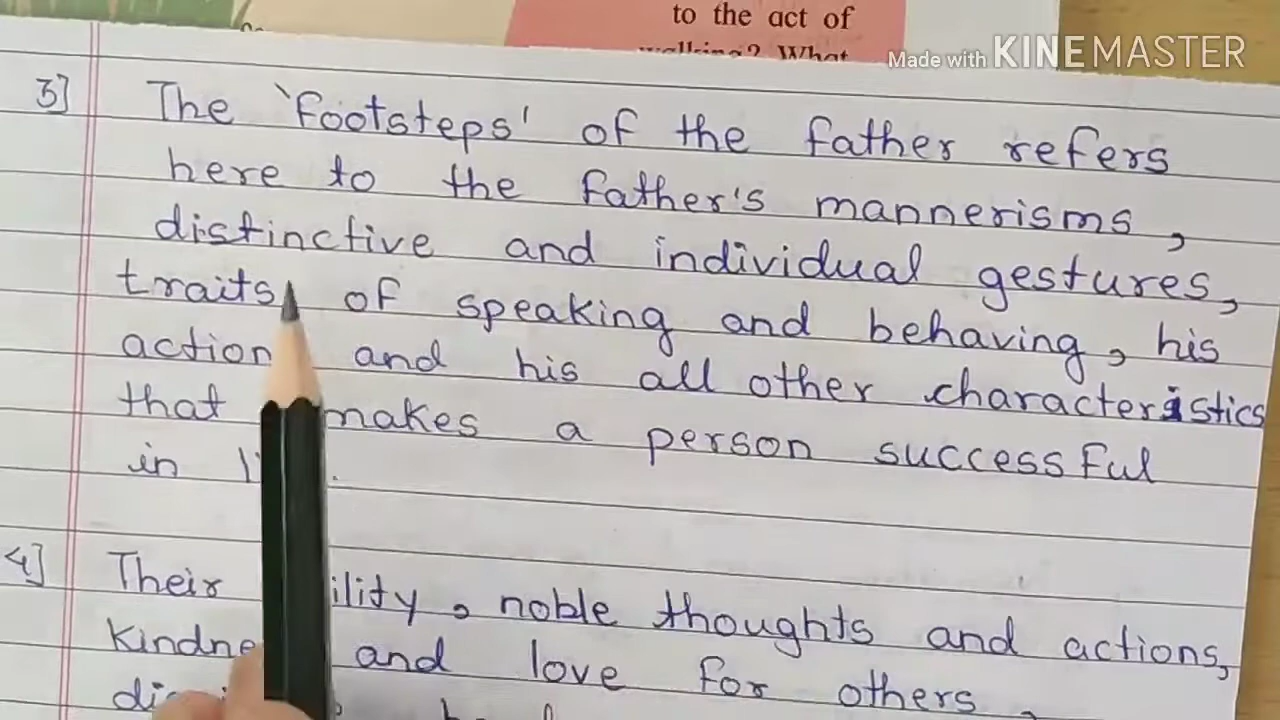 to the act of
walking? What
Made with KINEMASTER
3] The 'footsteps' of the father refers
here to the father's mannerisms,
distinctive and individual gestures,
traits of speaking and behaving, his
action and his all other characteristics
that makes a person successful
in
4] Their noble thoughts and actions,
and love for others,